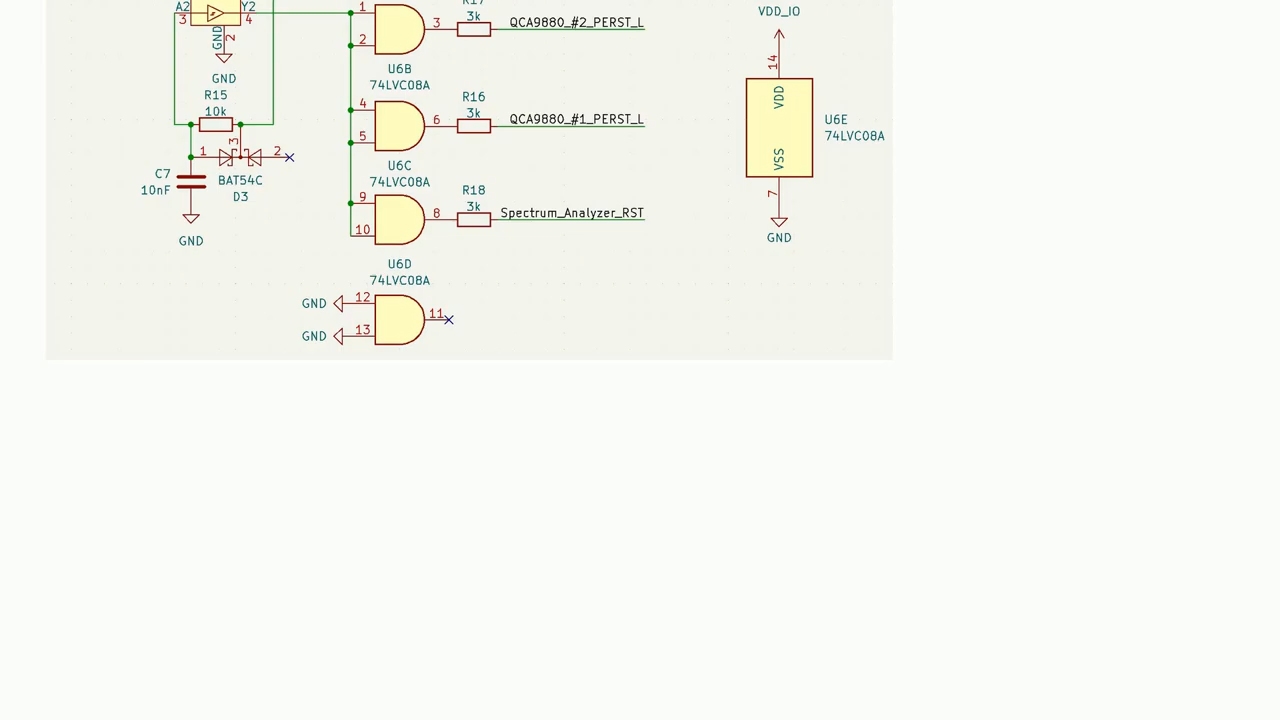 A2
Y2
3
4
GND
2
GND
R15
10k
3
1
2
C7
10nF
BAT54C
D3
GND
R17
3k
1
2
3
QCA9880_#2_PERST_L
U6B
74LVC08A
4
5
6
R16
3k
QCA9880_#1_PERST_L
U6C
74LVC08A
9
10
8
R18
3k
Spectrum_Analyzer_RST
U6D
74LVC08A
GND
12
GND
13
11
VDD_IO
14
VDD
VSS
U6E
74LVC08A
7
GND